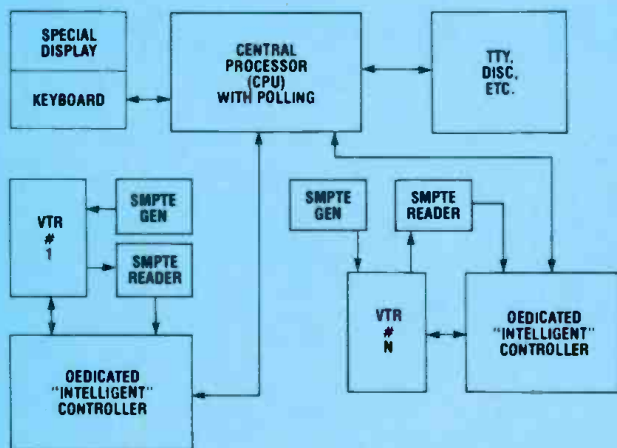 SPECIAL
DISPLAY
KEYBOARD
CENTRAL
PROCESSOR
(CPU)
WITH POLLING
TTY,
DISC,
ETC.
VTR
#
1
SMPTE
GEN
SMPTE
READER
OEDICATED
"INTELLIGENT"
CONTROLLER
SMPTE
GEN
SMPTE
READER
VTR
#
N
OEDICATED
"INTELLIGENT"
CONTROLLER